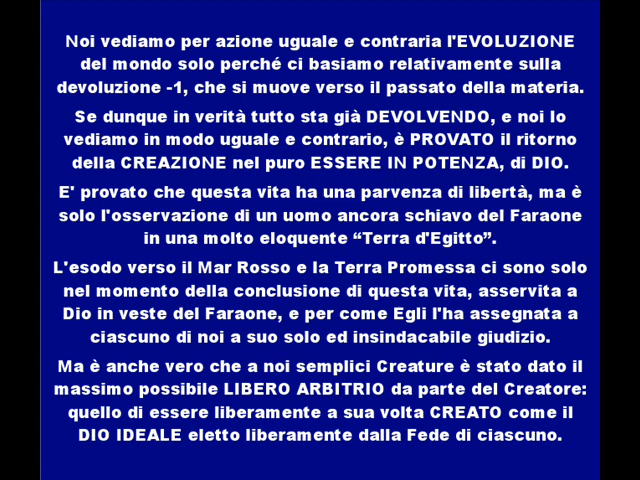 Noi vediamo per azione uguale e contraria l'EVOLUZIONE
del mondo solo perché ci basiamo relativamente sulla
devoluzione -1, che si muove verso il passato della materia.
Se dunque in verità tutto sta già DEVOLVENDO, e noi lo
vediamo in modo uguale e contrario, è PROVATO il ritorno
della CREAZIONE nel puro ESSERE IN POTENZA, di DIO.
E' provato che questa vita ha una parvenza di libertà, ma è
solo l'osservazione di un uomo ancora schiavo del Faraone
in una molto eloquente “Terra d'Egitto”.
L'esodo verso il Mar Rosso e la Terra Promessa ci sono solo
nel momento della conclusione di questa vita, asservita a
Dio in veste del Faraone, e per come Egli l'ha assegnata a
ciascuno di noi a suo solo ed insindacabile giudizio.
Ma è anche vero che a noi semplici Creature è stato dato il
massimo possibile LIBERO ARBITRIO da parte del Creatore:
quello di essere liberamente a sua volta CREATO come il
DIO IDEALE eletto liberamente dalla Fede di ciascuno.